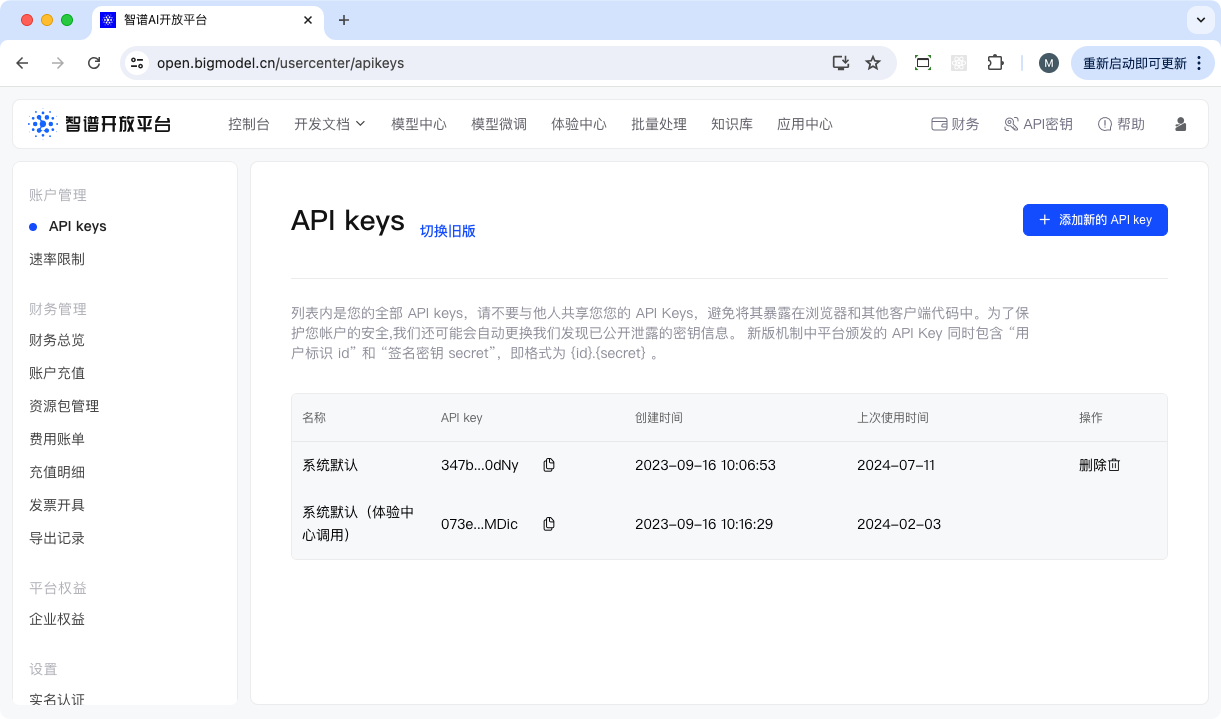 智谱AI开放平台
open.bigmodel.cn/usercenter/apikeys
M
重新启动即可更新
智谱开放平台
控制台
开发文档
模型中心
模型微调
体验中心
批量处理
知识库
应用中心
财务
API密钥
帮助
账户管理
API keys
速率限制
财务管理
财务总览
账户充值
资源包管理
费用账单
充值明细
发票开具
导出记录
平台权益
企业权益
设置
实名认证
API keys
切换旧版
添加新的 API key
列表内是您的全部 API keys，请不要与他人共享您您的 API Keys，避免将其暴露在浏览器和其他客户端代码中。为了保
护您帐户的安全,我们还可能会自动更换我们发现已公开泄露的密钥信息。 新版机制中平台颁发的 API Key 同时包含 “用
户标识 id” 和 “签名密钥 secret”，即格式为 {id}.{secret} 。
名称 API key 创建时间 上次使用时间 操作
系统默认 347b...0dNy 2023-09-16 10:06:53 2024-07-11 删除
系统默认（体验中
心调用） 073e...MDic 2023-09-16 10:16:29 2024-02-03